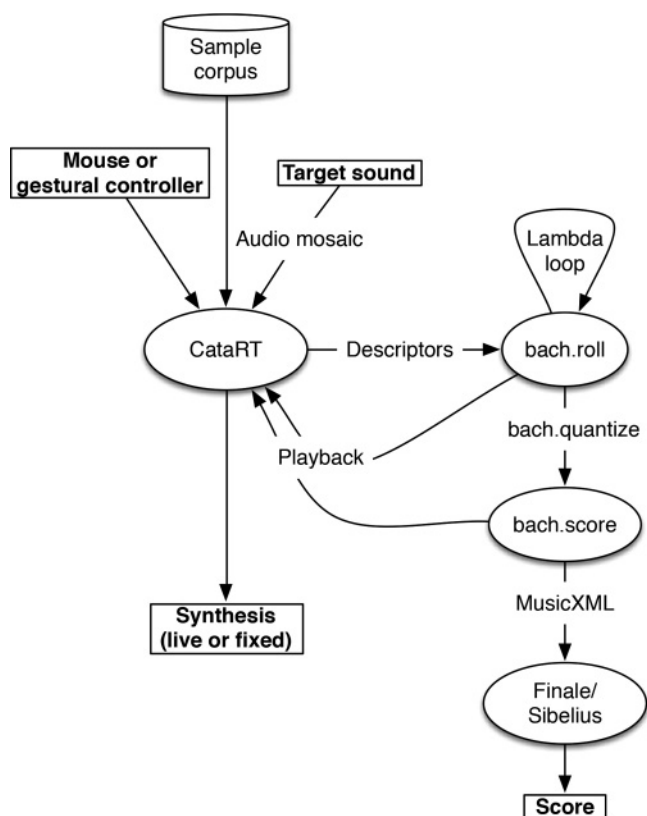 Sample
corpus
Mouse or
gestural controller
Target sound
Audio mosaic
Lambda
loop
CataRT
Descriptors
bach.roll
bach.quantize
Playback
bach.score
MusicXML
Synthesis
(live or fixed)
Finale/
Sibelius
Score